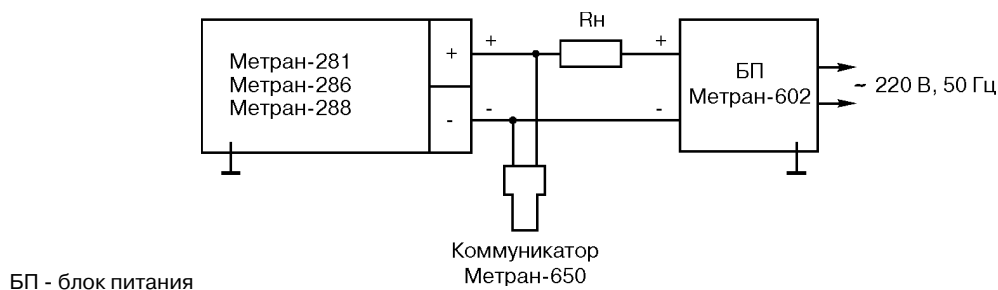 Rн
+
+
+
-
-
-
Метран-281
Метран-286
Метран-288
БП
Метран-602
~ 220 В, 50 Гц
Коммуникатор
Метран-650
БП - блок питания